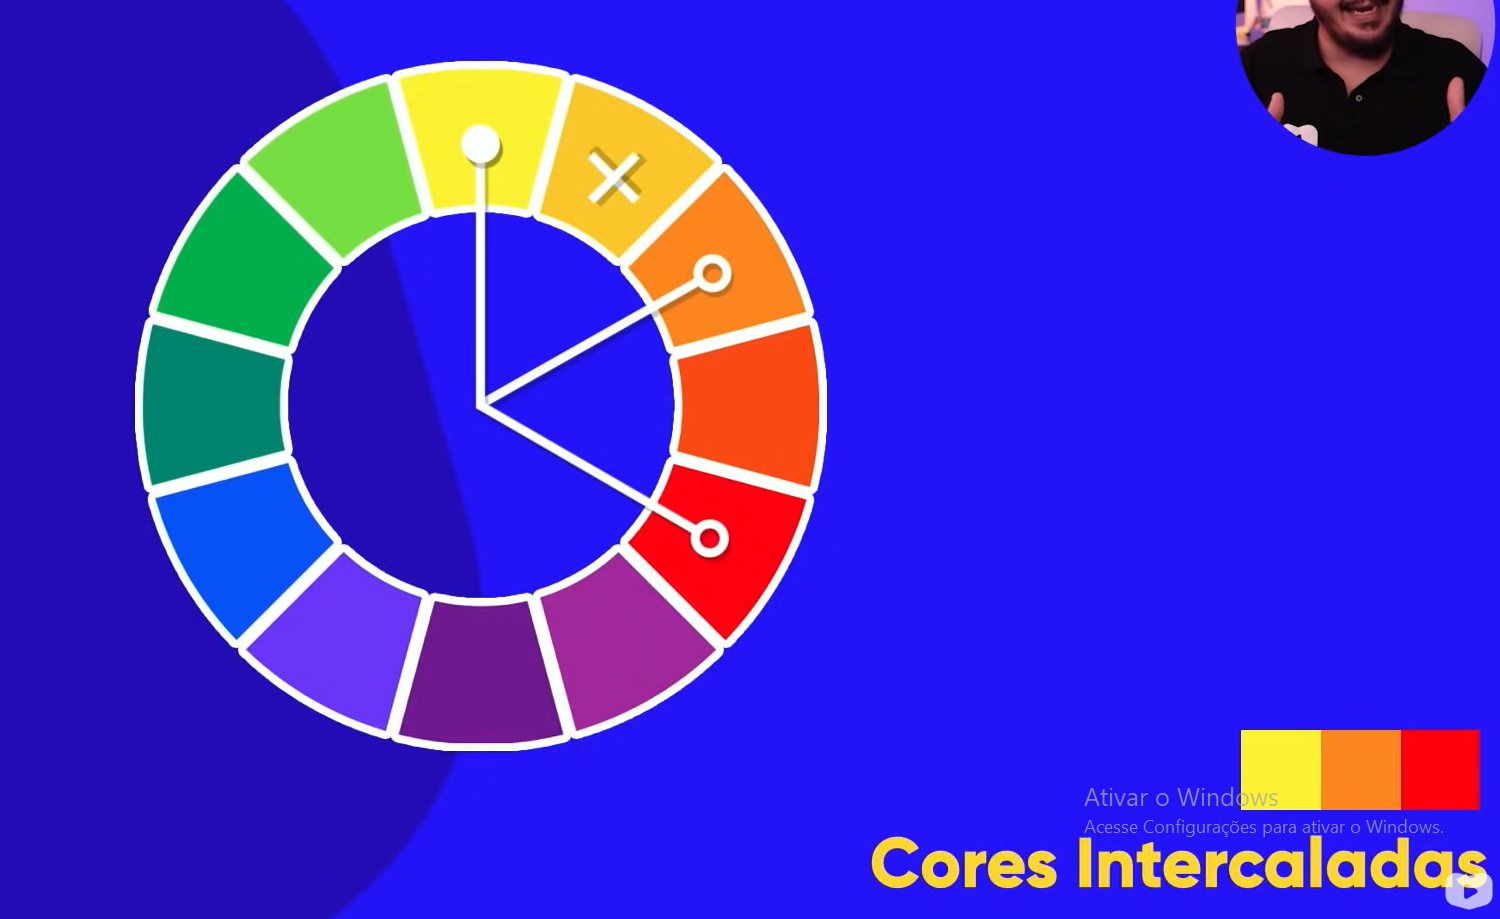 Ativar o Windows
Acesse Configurações para ativar o Windows.
Cores Intercaladas